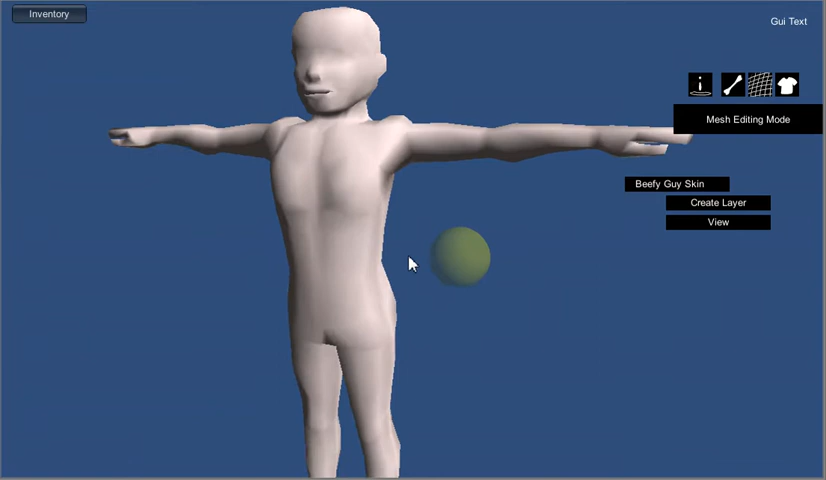 Inventory
Gui Text
i
Mesh Editing Mode
Beefy Guy Skin
Create Layer
View